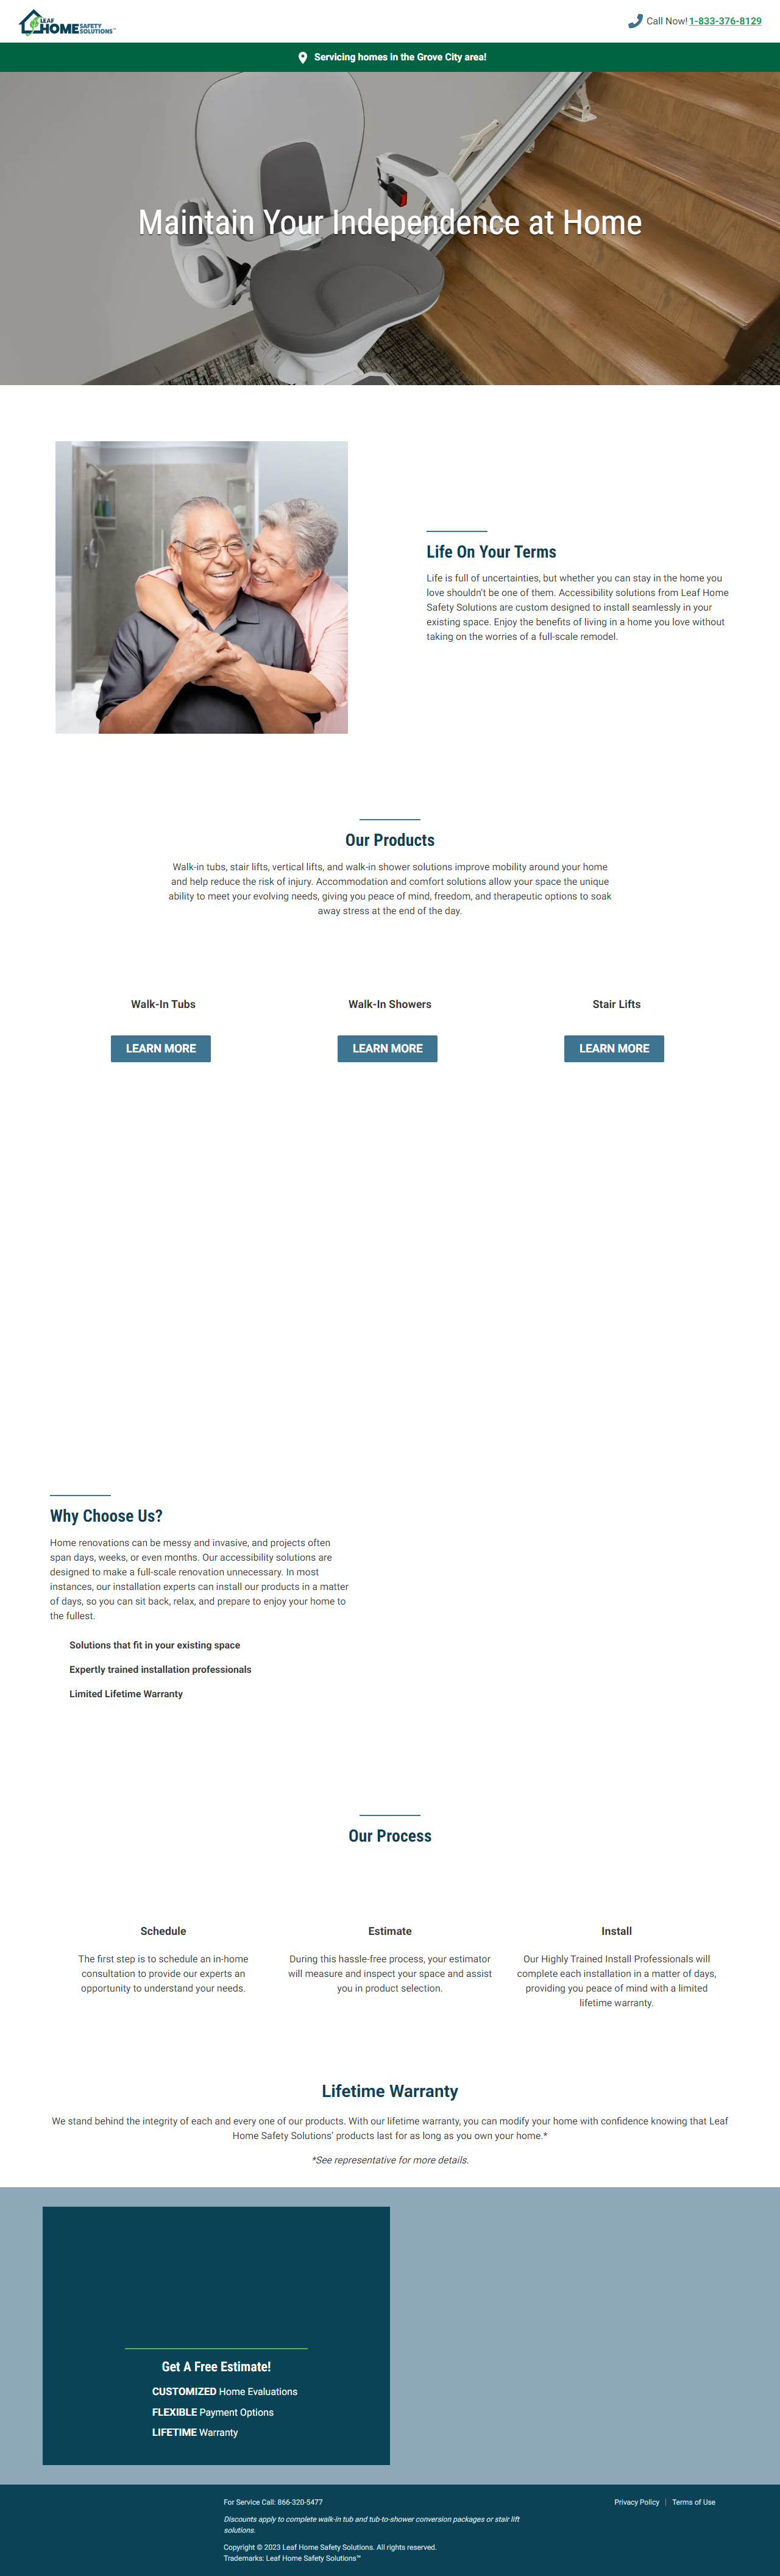 LEAF
HOME SAFETY
SOLUTIONS™
Call Now! 1-833-376-8129
Servicing homes in the Grove City area!
Maintain Your Independence at Home
Life On Your Terms
Life is full of uncertainties, but whether you can stay in the home you
love shouldn't be one of them. Accessibility solutions from Leaf Home
Safety Solutions are custom designed to install seamlessly in your
existing space. Enjoy the benefits of living in a home you love without
taking on the worries of a full-scale remodel.
Our Products
Walk-in tubs, stair lifts, vertical lifts, and walk-in shower solutions improve mobility around your home
and help reduce the risk of injury. Accommodation and comfort solutions allow your space the unique
ability to meet your evolving needs, giving you peace of mind, freedom, and therapeutic options to soak
away stress at the end of the day.
Walk-In Tubs
LEARN MORE
Walk-In Showers
LEARN MORE
Stair Lifts
LEARN MORE
Why Choose Us?
Home renovations can be messy and invasive, and projects often
span days, weeks, or even months. Our accessibility solutions are
designed to make a full-scale renovation unnecessary. In most
instances, our installation experts can install our products in a matter
of days, so you can sit back, relax, and prepare to enjoy your home to
the fullest.
Solutions that fit in your existing space
Expertly trained installation professionals
Limited Lifetime Warranty
Our Process
Schedule
The first step is to schedule an in-home
consultation to provide our experts an
opportunity to understand your needs.
Estimate
During this hassle-free process, your estimator
will measure and inspect your space and assist
you in product selection.
Install
Our Highly Trained Install Professionals will
complete each installation in a matter of days,
providing you peace of mind with a limited
lifetime warranty.
Lifetime Warranty
We stand behind the integrity of each and every one of our products. With our lifetime warranty, you can modify your home with confidence knowing that Leaf
Home Safety Solutions' products last for as long as you own your home.*
*See representative for more details.
Get A Free Estimate!
CUSTOMIZED Home Evaluations
FLEXIBLE Payment Options
LIFETIME Warranty
For Service Call: 866-320-5477
Discounts apply to complete walk-in tub and tub-to-shower conversion packages or stair lift
solutions.
Copyright © 2023 Leaf Home Safety Solutions. All rights reserved.
Trademarks: Leaf Home Safety Solutions™
Privacy Policy | Terms of Use